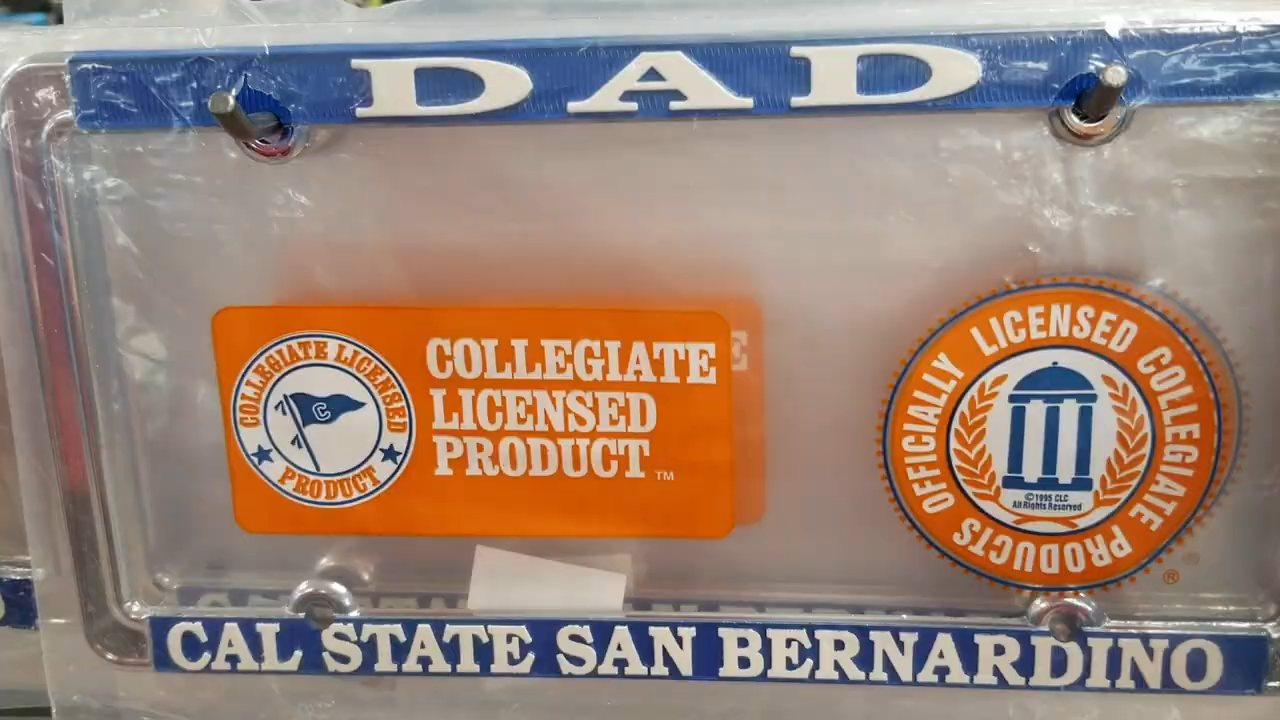 DAD
COLLEGIATE LICENSED
PRODUCT
C
COLLEGIATE
LICENSED
PRODUCT
TM
E
OFFICIALLY LICENSED COLLEGIATE PRODUCTS
©1995 CLC
All Rights Reserved
®
CAL STATE SAN BERNARDINO